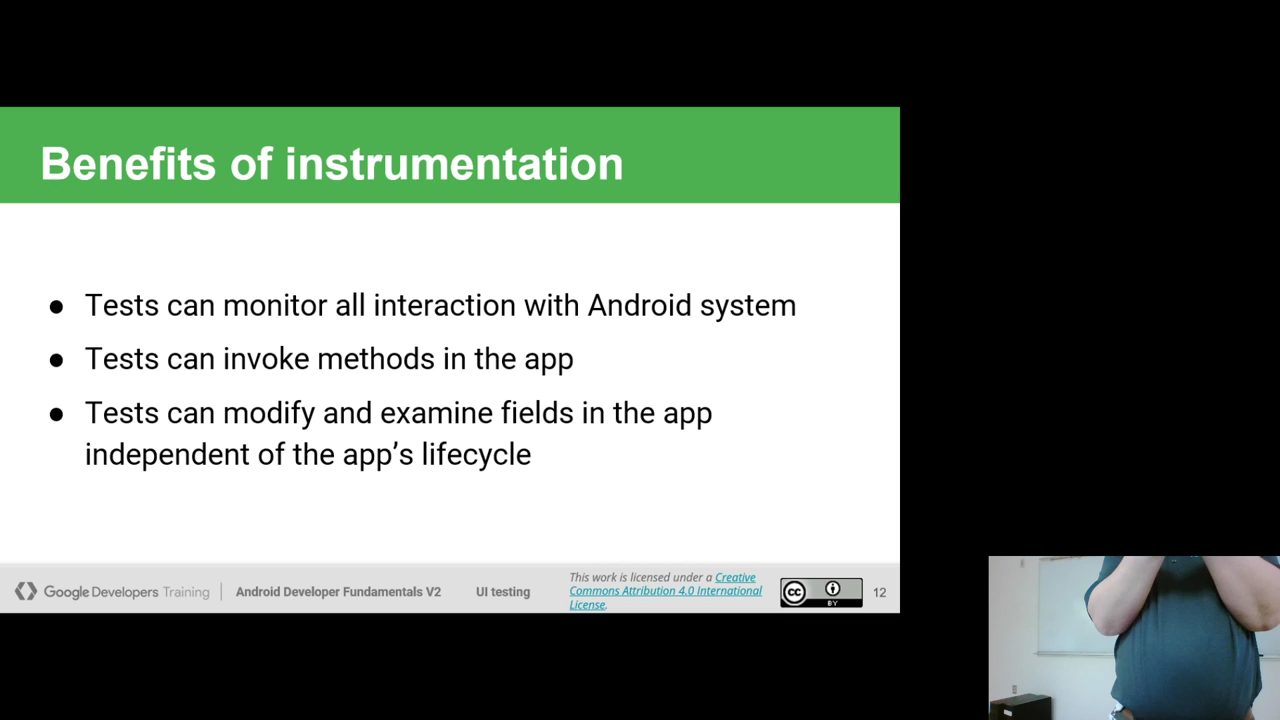 Benefits of instrumentation
● Tests can monitor all interaction with Android system
● Tests can invoke methods in the app
● Tests can modify and examine fields in the app
independent of the app’s lifecycle
Google Developers Training
Android Developer Fundamentals V2
UI testing
This work is licensed under a Creative
Commons Attribution 4.0 International
License.
cc
BY
12